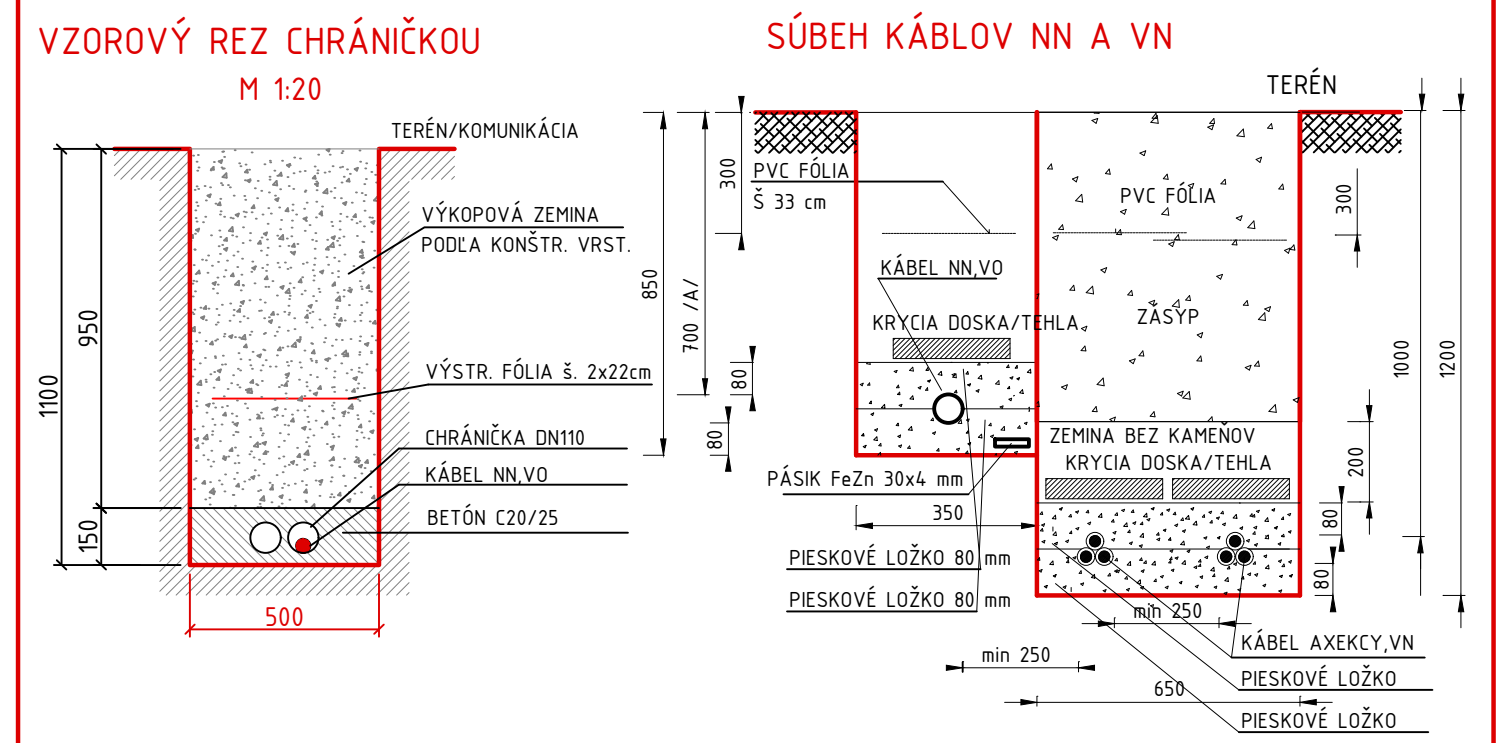 VZOROVÝ REZ CHRÁNIČKOU
M 1:20
TERÉN/KOMUNIKÁCIA
VÝKOPOVÁ ZEMINA
PODĽA KONŠTR. VRST.
VÝSTR. FÓLIA š. 2x22cm
CHRÁNIČKA DN110
KÁBEL NN,VO
BETÓN C20/25
1100
950
150
500
SÚBEH KÁBLOV NN A VN
TERÉN
850
700 /A/
300
80
80
PVC FÓLIA
Š 33 cm
KÁBEL NN,VO
KRYCIA DOSKA/TEHLA
PÁSIK FeZn 30x4 mm
350
PIESKOVÉ LOŽKO 80 mm
PIESKOVÉ LOŽKO 80 mm
min 250
PVC FÓLIA
ZÁSYP
ZEMINA BEZ KAMEŇOV
KRYCIA DOSKA/TEHLA
300
200
80
80
1000
1200
min 250
650
KÁBEL AXEKCY,VN
PIESKOVÉ LOŽKO
PIESKOVÉ LOŽKO